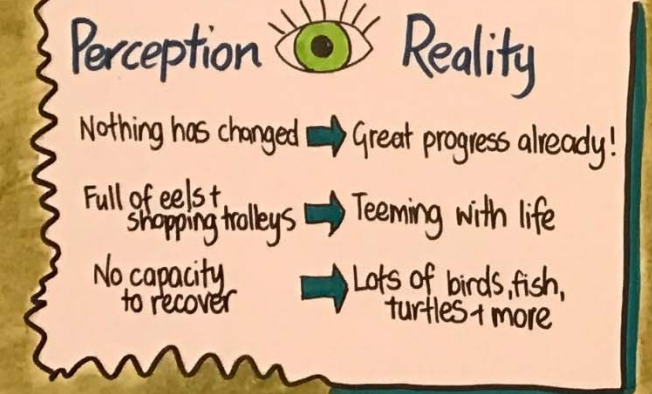 Perception Reality
Nothing has changed Great progress already!
Full of eels +
shopping trolleys Teeming with life
No capacity
to recover
Lots of birds, fish,
turtles + more